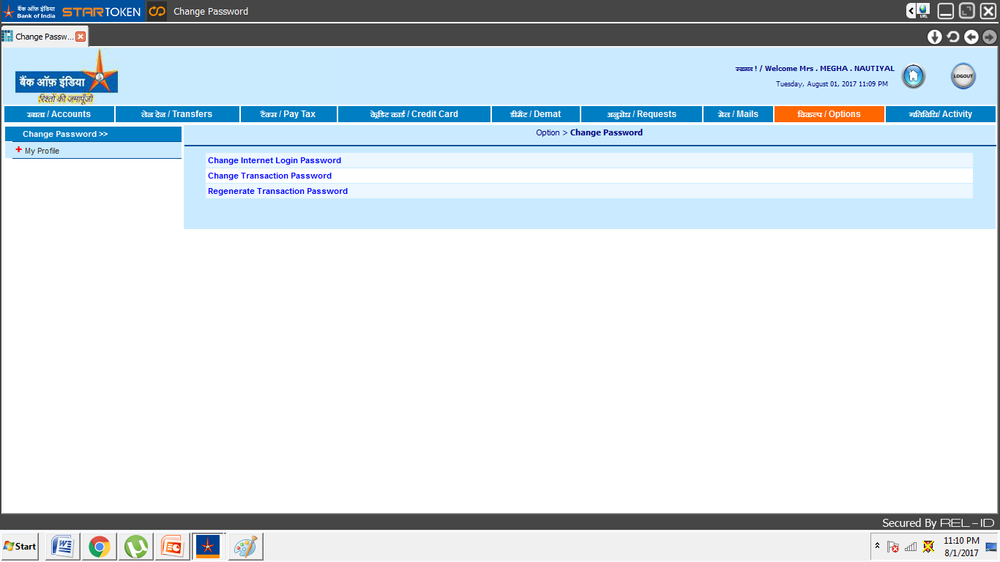 बैंक ऑफ़ इंडिया
Bank of India
STAR TOKEN
Change Password
URL
Change Passw...
बैंक ऑफ़ इंडिया
रिश्तों की जमापूँजी
स्वागत ! / Welcome Mrs . MEGHA . NAUTIYAL
Tuesday, August 01, 2017 11:09 PM
LOGOUT
खाता / Accounts
लेन देन / Transfers
टैक्स / Pay Tax
क्रेडिट कार्ड / Credit Card
डीमैट / Demat
अनुरोध / Requests
मेल / Mails
विकल्प / Options
गतिविधि/ Activity
Change Password >>
My Profile
Option > Change Password
Change Internet Login Password
Change Transaction Password
Regenerate Transaction Password
Secured By REL-ID
Start
11:10 PM
8/1/2017